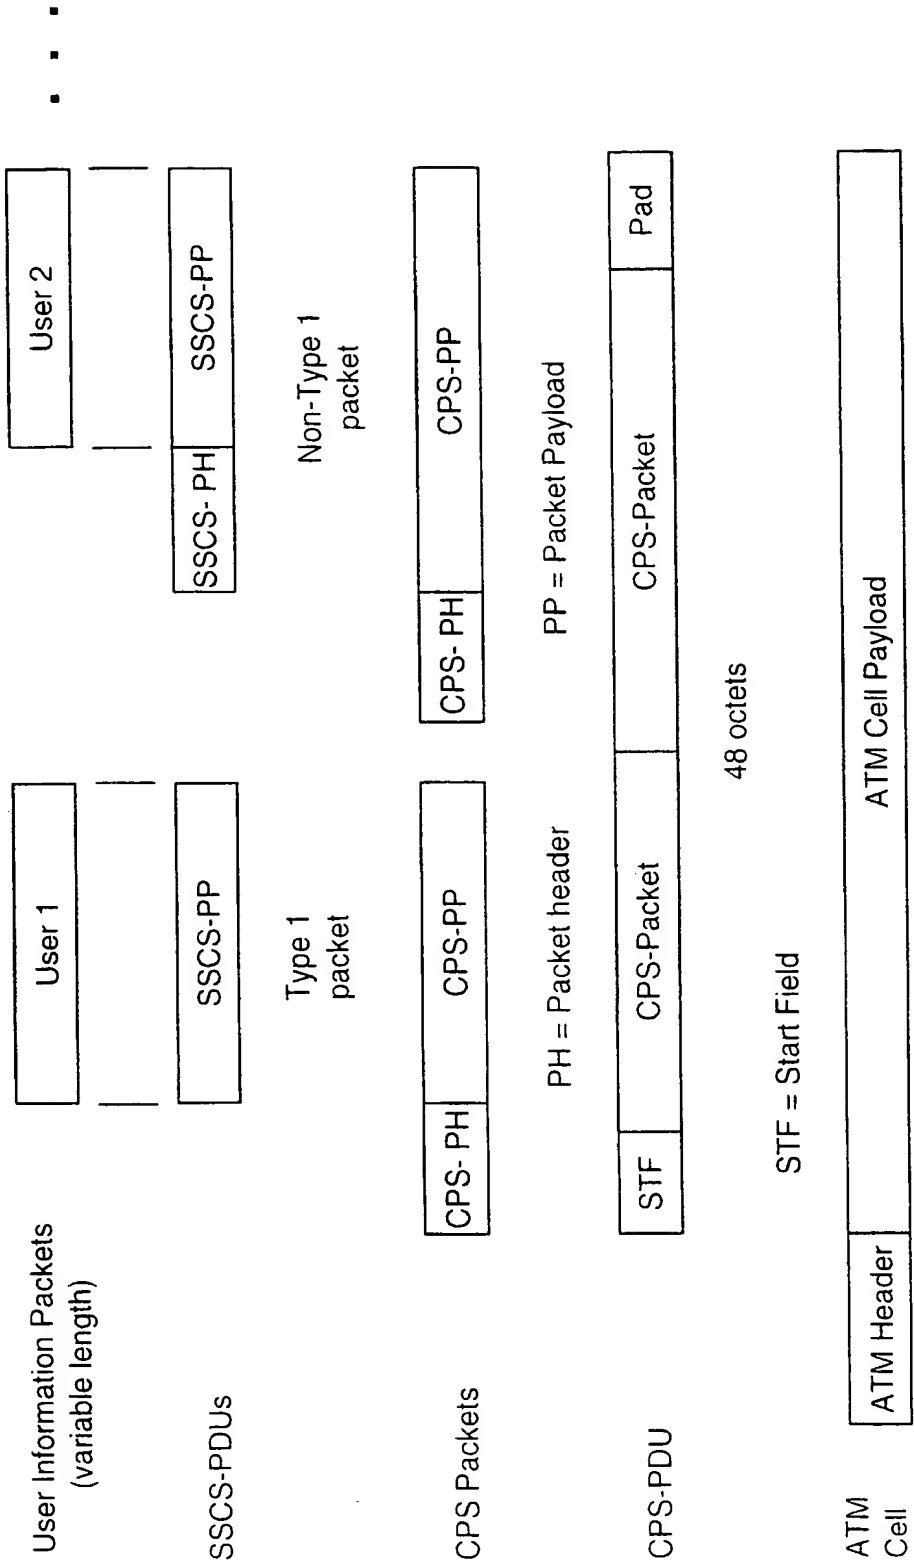 User Information Packets
(variable length)
User 1
User 2
SSCS-PDUs
SSCS-PP
SSCS- PH
SSCS-PP
Type 1
packet
Non-Type 1
packet
CPS Packets
CPS- PH
CPS-PP
CPS- PH
CPS-PP
PH = Packet header
PP = Packet Payload
CPS-PDU
STF
CPS-Packet
CPS-Packet
Pad
48 octets
STF = Start Field
ATM
Cell
ATM Header
ATM Cell Payload